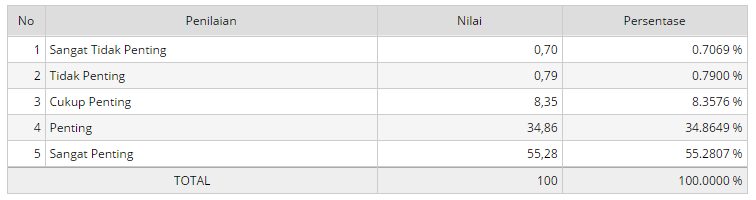 No Penilaian Nilai Persentase
1 Sangat Tidak Penting 0,70 0.7069 %
2 Tidak Penting 0,79 0.7900 %
3 Cukup Penting 8,35 8.3576 %
4 Penting 34,86 34.8649 %
5 Sangat Penting 55,28 55.2807 %
TOTAL 100 100.0000 %